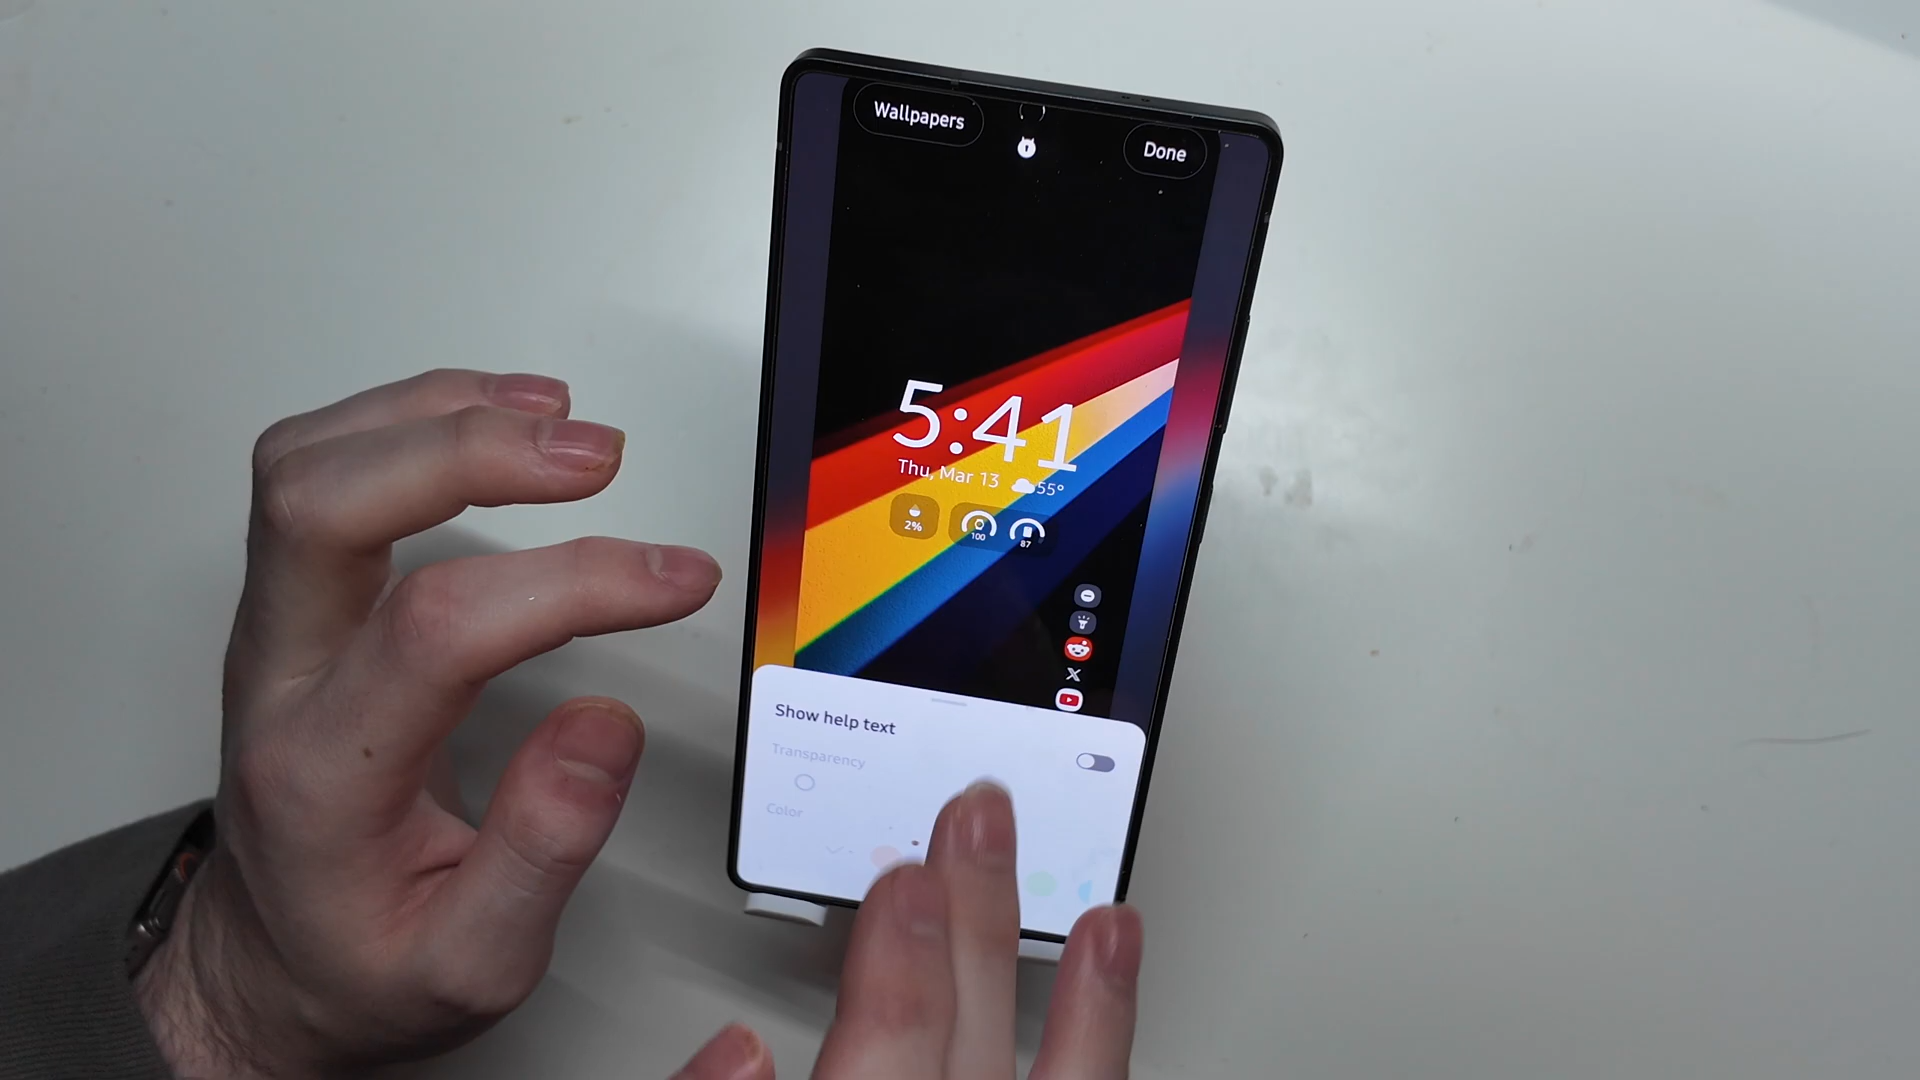 Wallpapers
Done
5:41
Thu, Mar 13 55°
2% 100 87
X
Show help text
Transparency
Color